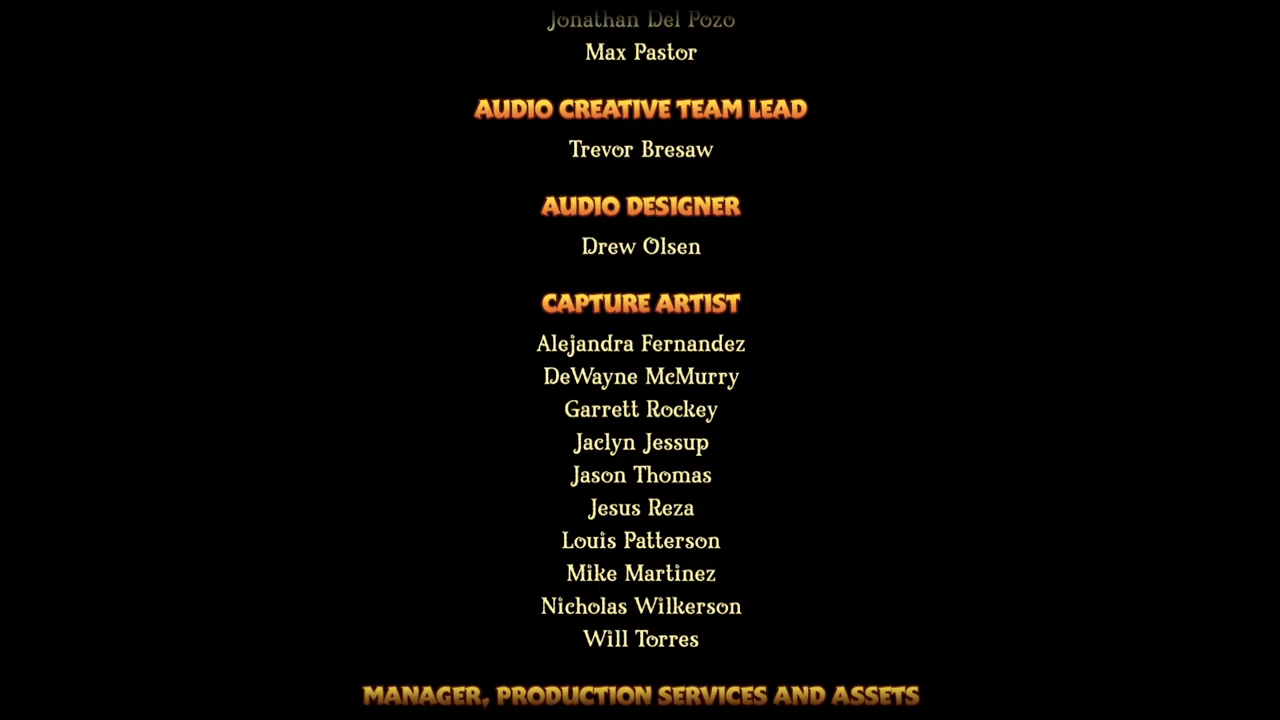 Jonathan Del Pozo
Max Pastor
AUDIO CREATIVE TEAM LEAD
Trevor Bresaw
AUDIO DESIGNER
Drew Olsen
CAPTURE ARTIST
Alejandra Fernandez
DeWayne McMurry
Garrett Rockey
Jaclyn Jessup
Jason Thomas
Jesus Reza
Louis Patterson
Mike Martinez
Nicholas Wilkerson
Will Torres
MANAGER, PRODUCTION SERVICES AND ASSETS